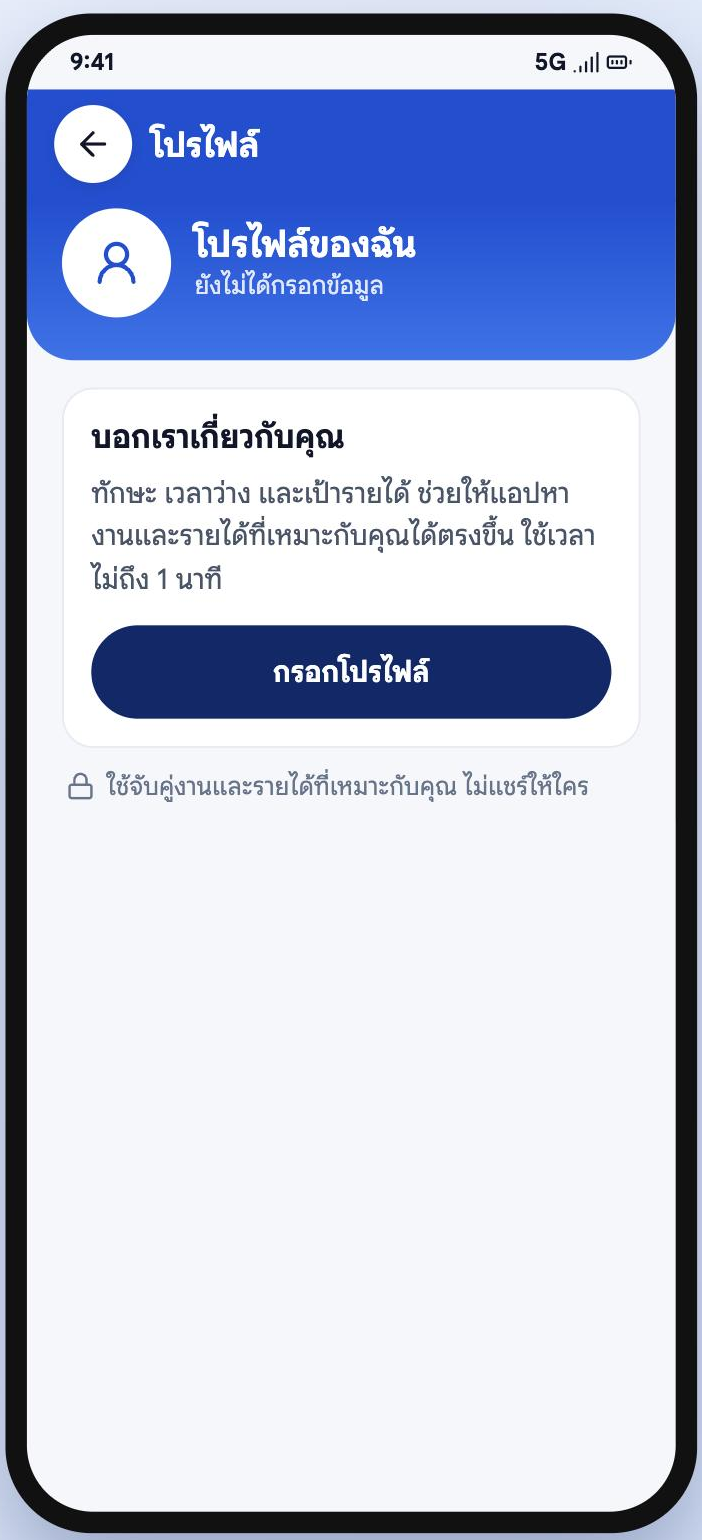 9:41
5G
โปรไฟล์
โปรไฟล์ของฉัน
ยังไม่ได้กรอกข้อมูล
บอกเราเกี่ยวกับคุณ
ทักษะ เวลาว่าง และเป้ารายได้ ช่วยให้แอปหา
งานและรายได้ที่เหมาะกับคุณได้ตรงขึ้น ใช้เวลา
ไม่ถึง 1 นาที
กรอกโปรไฟล์
ใช้จับคู่งานและรายได้ที่เหมาะกับคุณ ไม่แชร์ให้ใคร